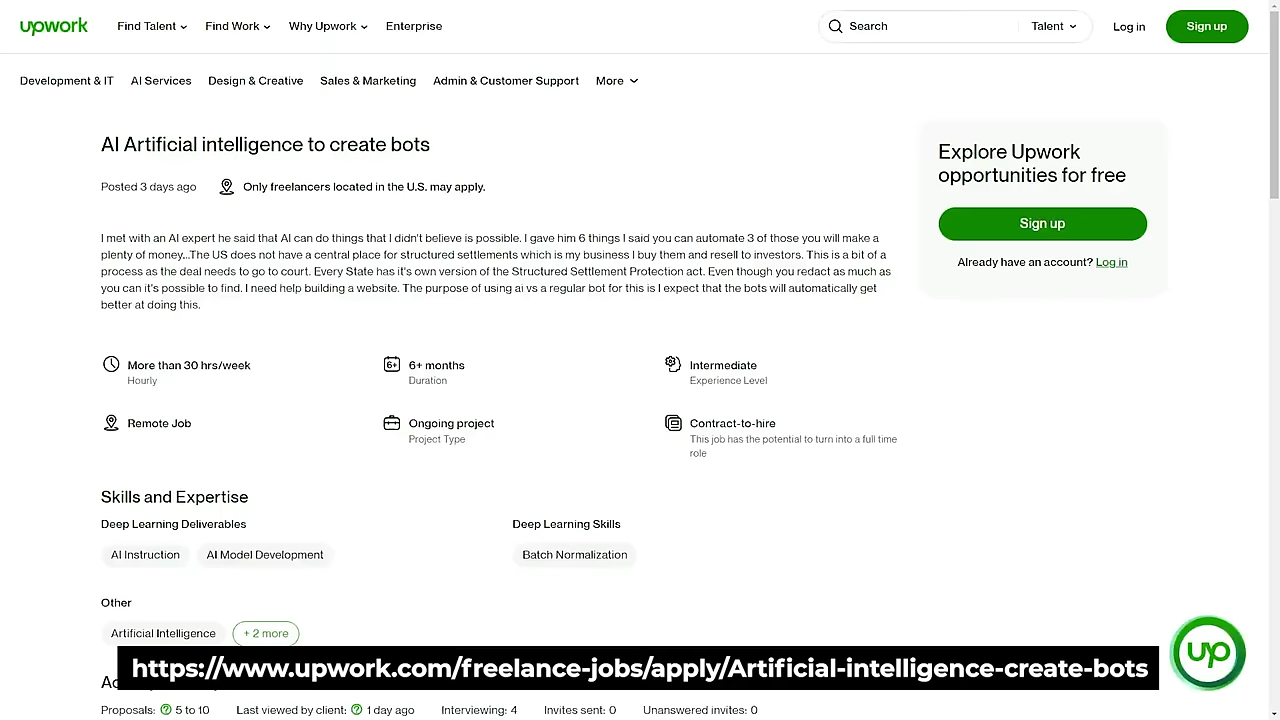 upwork
Find Talent
Find Work
Why Upwork
Enterprise
Search
Talent
Log in
Sign up
Development & IT
AI Services
Design & Creative
Sales & Marketing
Admin & Customer Support
More
AI Artificial intelligence to create bots
Posted 3 days ago
Only freelancers located in the U.S. may apply.
I met with an AI expert he said that AI can do things that I didn't believe is possible. I gave him 6 things I said you can automate 3 of those you will make a
plenty of money...The US does not have a central place for structured settlements which is my business I buy them and resell to investors. This is a bit of a
process as the deal needs to go to court. Every State has it's own version of the Structured Settlement Protection act. Even though you redact as much as
you can it's possible to find. I need help building a website. The purpose of using ai vs a regular bot for this is I expect that the bots will automatically get
better at doing this.
Explore Upwork
opportunities for free
Sign up
Already have an account? Log in
More than 30 hrs/week
Hourly
6+
6+ months
Duration
Intermediate
Experience Level
Remote Job
Ongoing project
Project Type
Contract-to-hire
This job has the potential to turn into a full time
role
Skills and Expertise
Deep Learning Deliverables
AI Instruction
AI Model Development
Deep Learning Skills
Batch Normalization
Other
Artificial Intelligence
+ 2 more
https://www.upwork.com/freelance-jobs/apply/Artificial-intelligence-create-bots
up
Proposals: 5 to 10
Last viewed by client: 1 day ago
Interviewing: 4
Invites sent: 0
Unanswered invites: 0